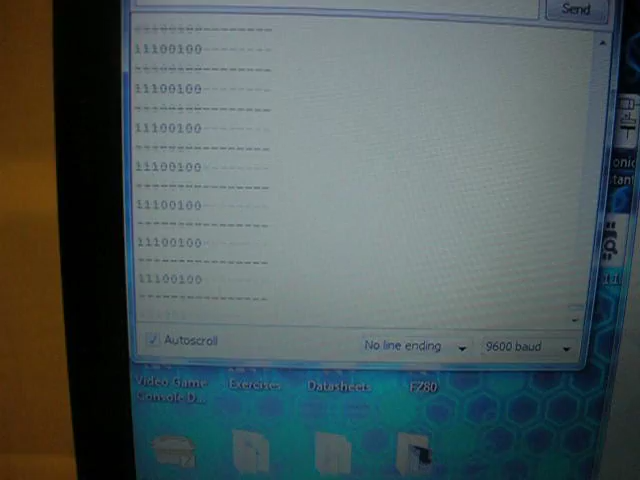 Send
--------------------
11100100
--------------------
11100100
--------------------
11100100
--------------------
11100100
--------------------
11100100
--------------------
11100100
--------------------
11100100
--------------------
Autoscroll
No line ending
9600 baud
Video Game
Console D...
Exercises
Datasheets
FZ80